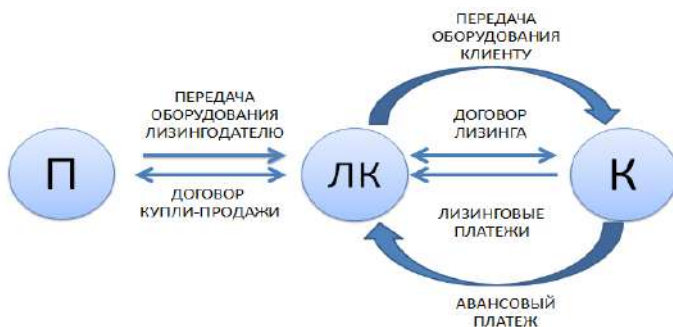 ПЕРЕДАЧА
ОБОРУДОВАНИЯ
КЛИЕНТУ
ПЕРЕДАЧА
ОБОРУДОВАНИЯ
ЛИЗИНГОДАТЕЛЮ
ДОГОВОР
ЛИЗИНГА
П
ЛК
К
ДОГОВОР
КУПЛИ-ПРОДАЖИ
ЛИЗИНГОВЫЕ
ПЛАТЕЖИ
АВАНСОВЫЙ
ПЛАТЕЖ